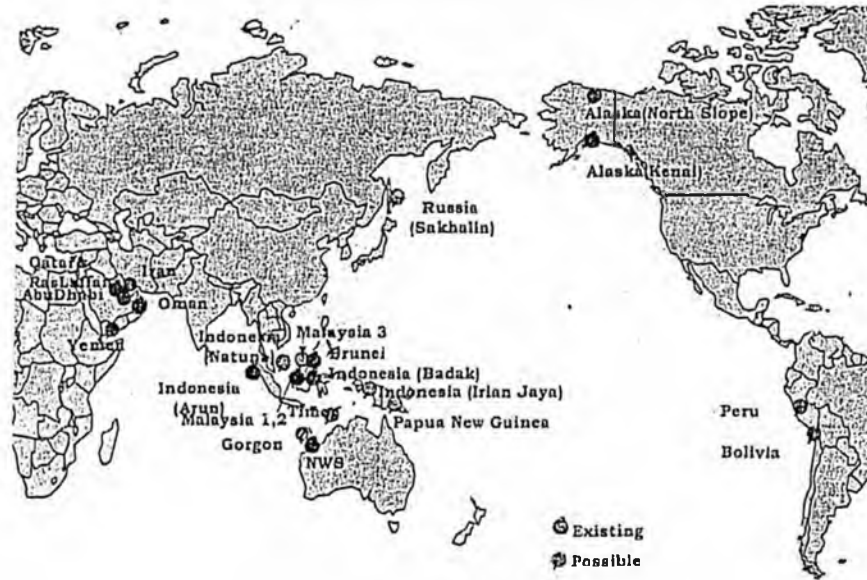 Alaska(North Slope)
Alaska(Kenai)
Russia
(Sakhalin)
Qatar&
Iran
RasLaffan
AbuDhabi
Oman
Yemen
Indonesia
(Natuna
Malaysia 3
Brunei
Indonesia (Badak)
Indonesia
(Arun)
Indonesia (Irian Jaya)
Malaysia 1,2
Timor
Papua New Guinea
Gorgon
NWS
Peru
Bolivia
Existing
Possible